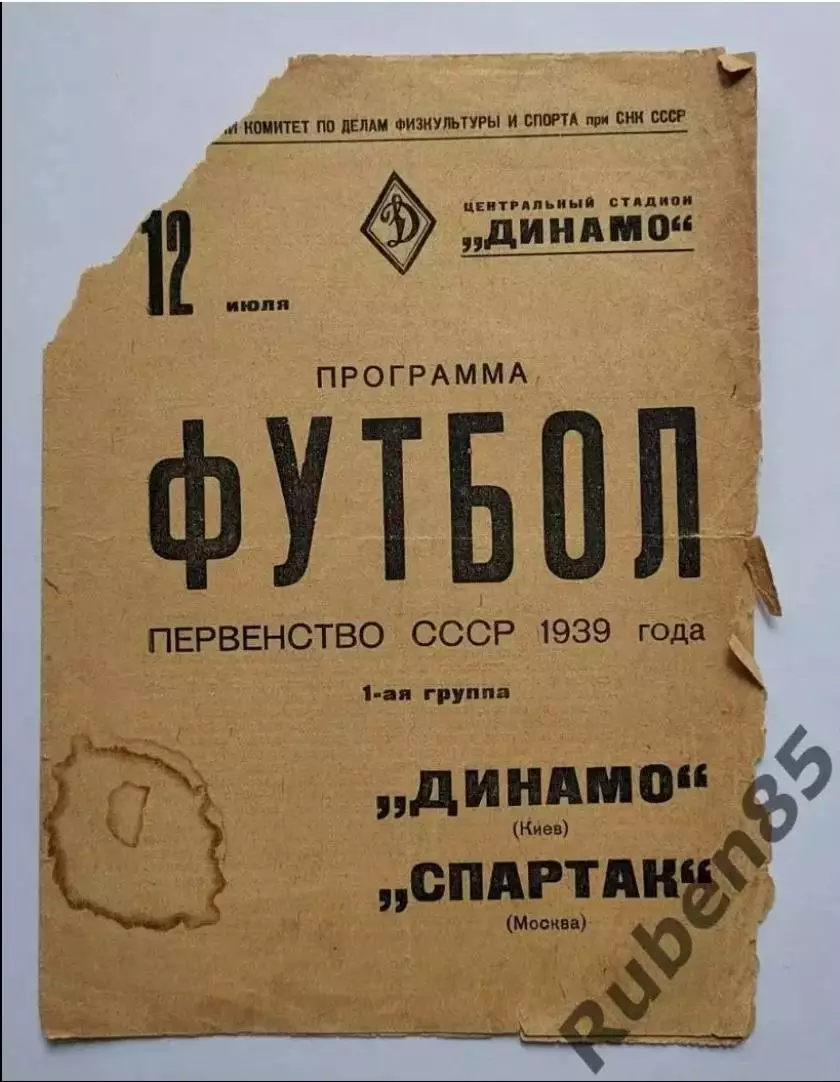 КОМИТЕТ ПО ДЕЛАМ ФИЗКУЛЬТУРЫ И СПОРТА при СНК СССР
Д
ЦЕНТРАЛЬНЫЙ СТАДИОН
„ДИНАМО“
12 июля
ПРОГРАММА
ФУТБОЛ
ПЕРВЕНСТВО СССР 1939 года
1-ая группа
„ДИНАМО“
(Киев)
„СПАРТАК“
(Москва)
Ruben85